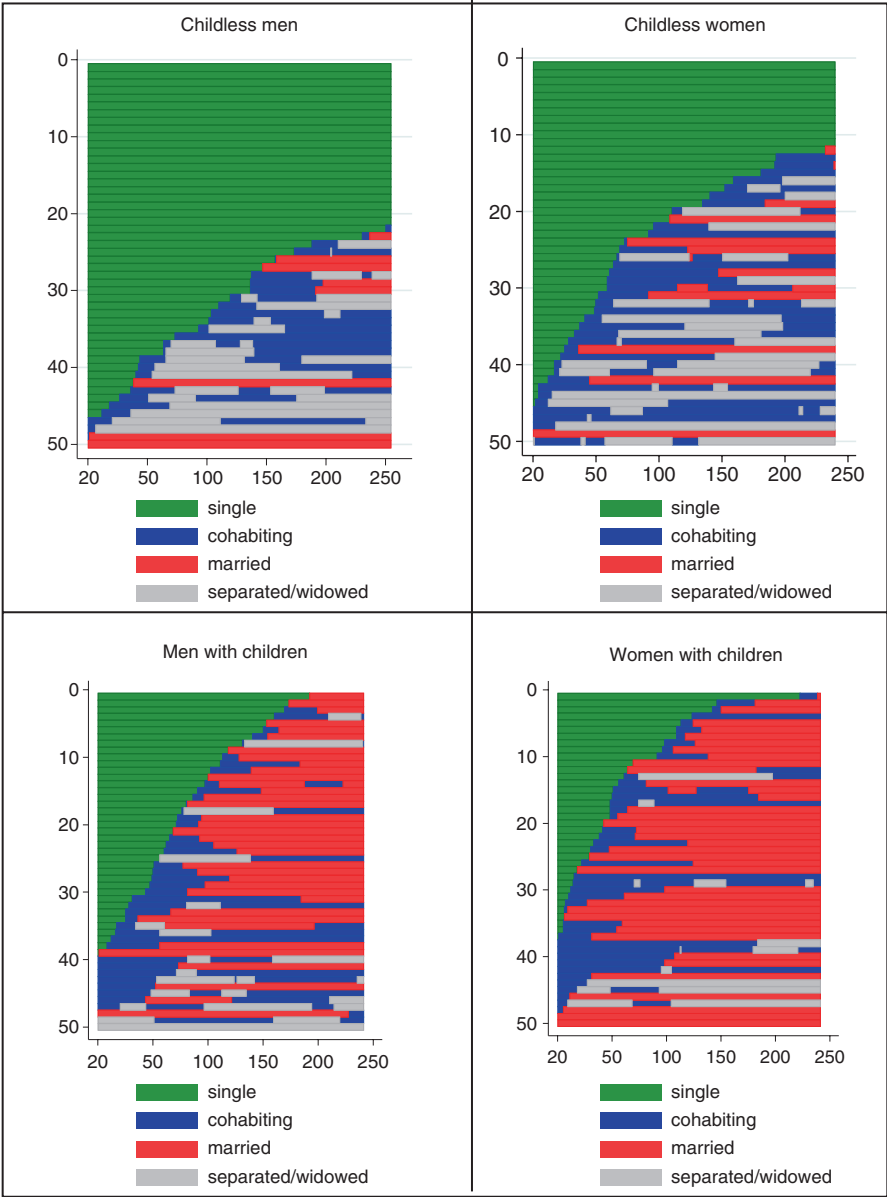 Childless men
0
10
20
30
40
50
20 50 100 150 200 250
single
cohabiting
married
separated/widowed
Childless women
0
10
20
30
40
50
20 50 100 150 200 250
single
cohabiting
married
separated/widowed
Men with children
0
10
20
30
40
50
20 50 100 150 200 250
single
cohabiting
married
separated/widowed
Women with children
0
10
20
30
40
50
20 50 100 150 200 250
single
cohabiting
married
separated/widowed